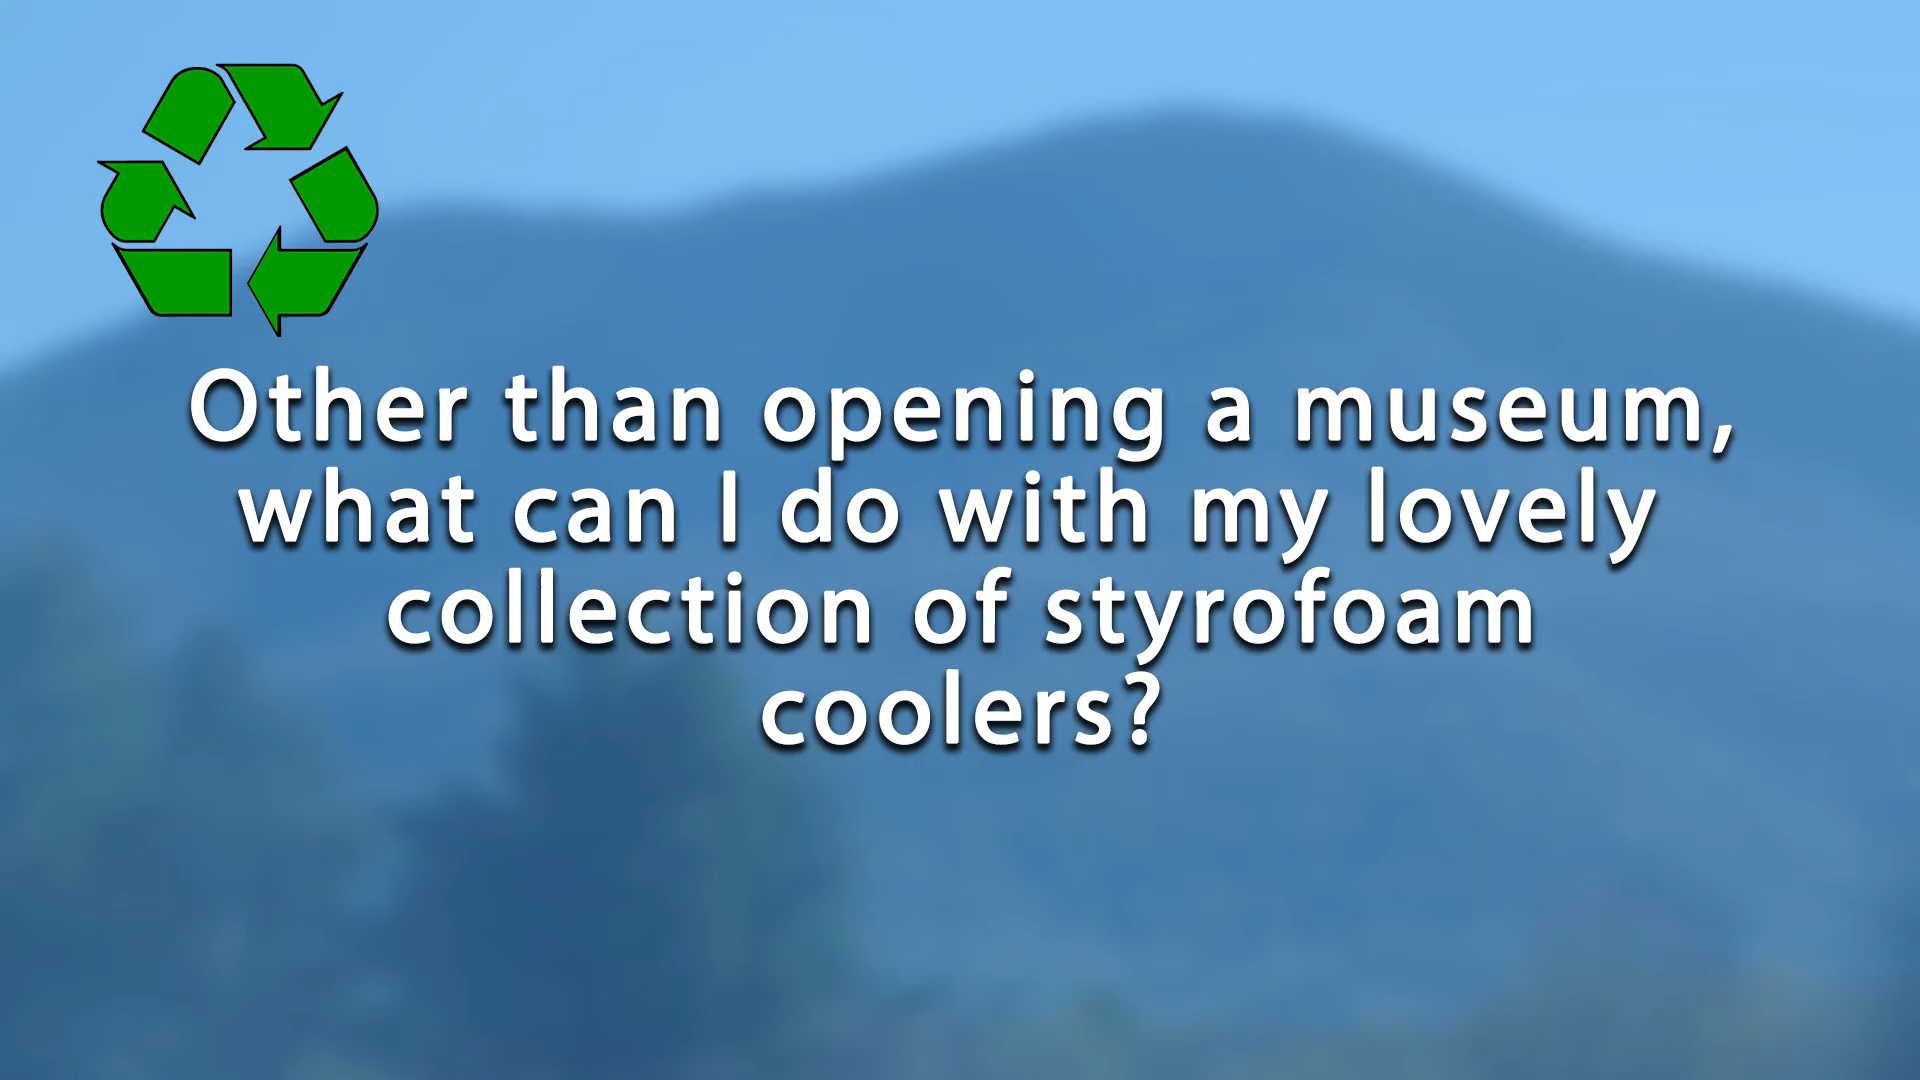 Other than opening a museum,
what can I do with my lovely
collection of styrofoam
coolers?